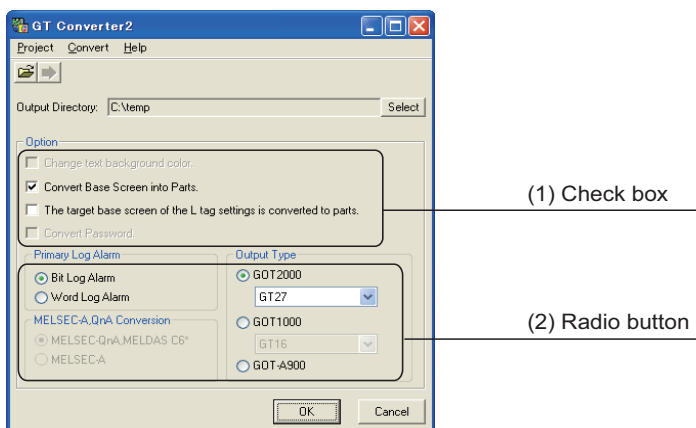 GT Converter2
Project Convert Help
Output Directory: C:\temp Select
Option
Change text background color.
Convert Base Screen into Parts.
The target base screen of the L tag settings is converted to parts.
Convert Password.
(1) Check box
Primary Log Alarm
Bit Log Alarm
Word Log Alarm
MELSEC-A,QnA Conversion
MELSEC-QnA,MELDAS C6*
MELSEC-A
Output Type
GOT2000
GT27
GOT1000
GT16
GOT-A900
(2) Radio button
OK Cancel